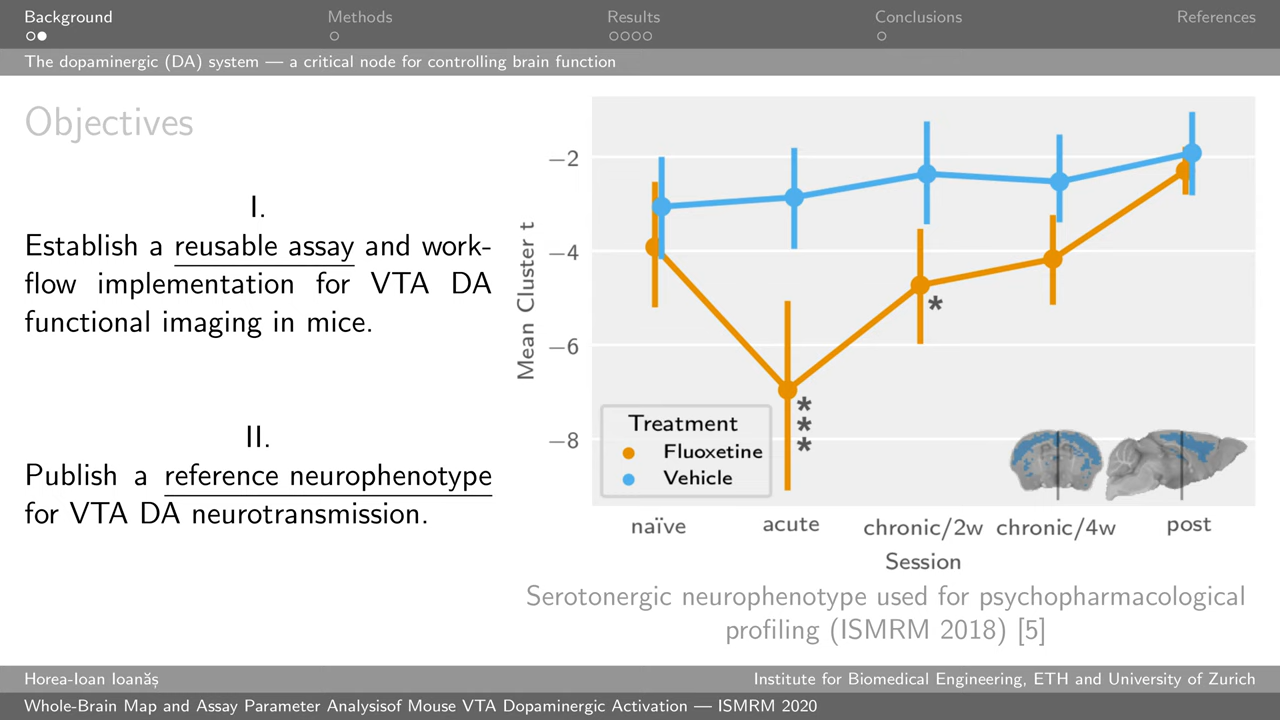 Background Methods Results Conclusions References
The dopaminergic (DA) system — a critical node for controlling brain function
Objectives
I.
Establish a reusable assay and work-
flow implementation for VTA DA
functional imaging in mice.
II.
Publish a reference neurophenotype
for VTA DA neurotransmission.
Mean Cluster t
−2
−4
−6
−8
*
*
*
*
Treatment
Fluoxetine
Vehicle
naïve acute chronic/2w chronic/4w post
Session
Serotonergic neurophenotype used for psychopharmacological
profiling (ISMRM 2018) [5]
Horea-Ioan Ioanăș Institute for Biomedical Engineering, ETH and University of Zurich
Whole-Brain Map and Assay Parameter Analysisof Mouse VTA Dopaminergic Activation — ISMRM 2020